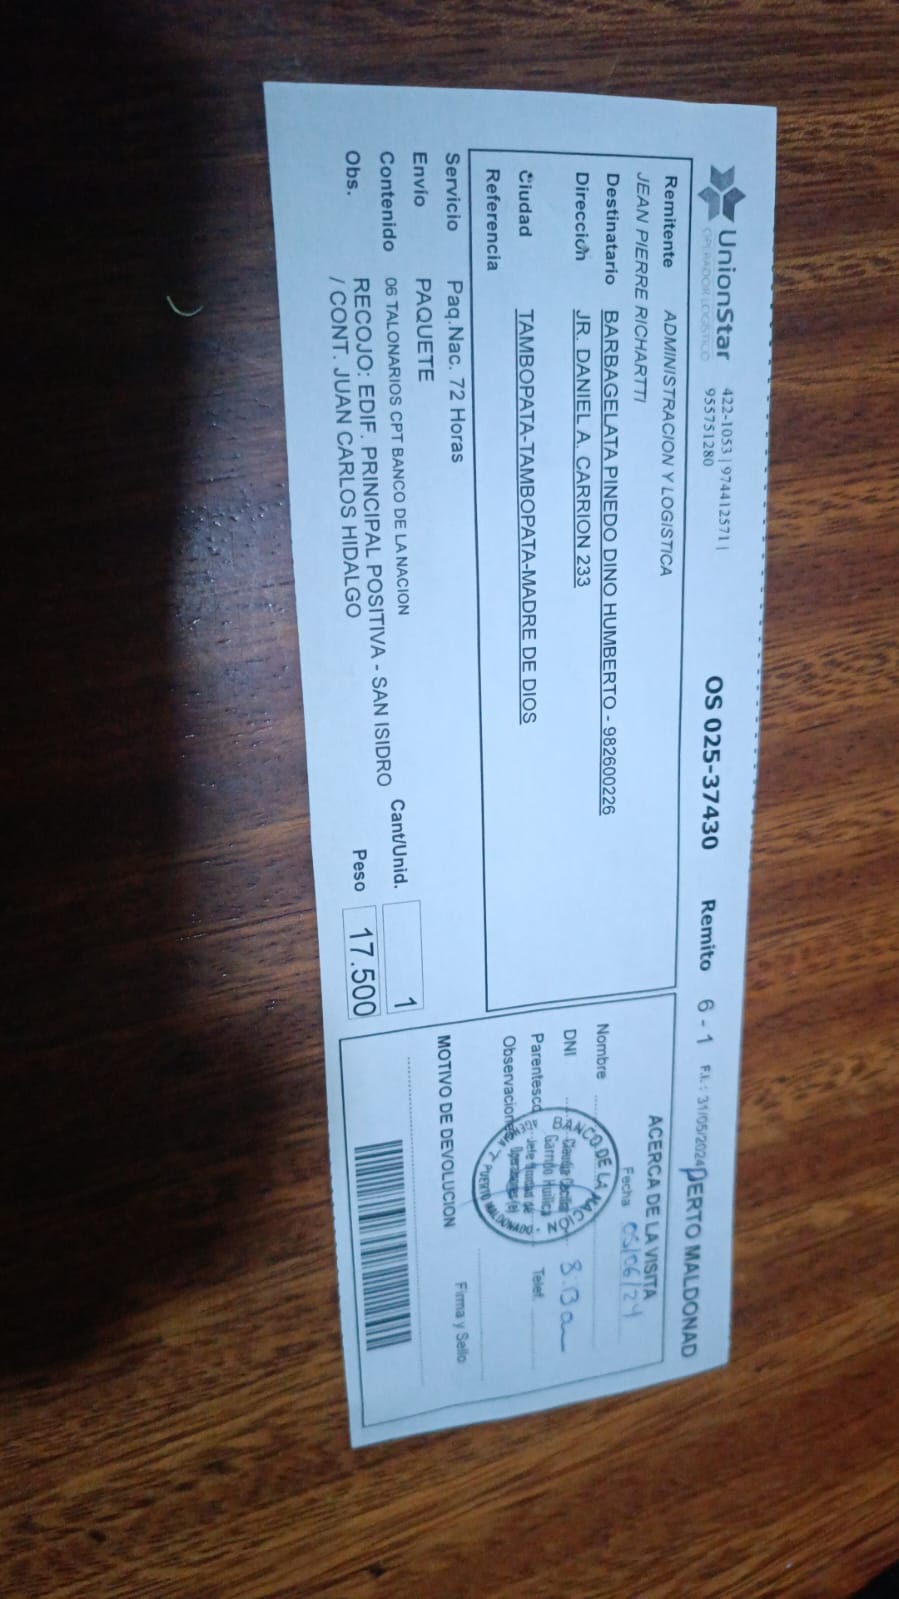 UnionStar
OPERADOR LOGISTICO
422-1053 | 974412571 |
955751280
OS 025-37430
Remito 6 - 1
F.I.: 31/05/2024
PERTO MALDONAD
Remitente ADMINISTRACION Y LOGISTICA
JEAN PIERRE RICHARTTI
Destinatario BARBAGELATA PINEDO DINO HUMBERTO - 982600226
Dirección JR. DANIEL A. CARRION 233
Ciudad TAMBOPATA-TAMBOPATA-MADRE DE DIOS
Referencia
Servicio Paq.Nac. 72 Horas
Envío PAQUETE
Contenido 06 TALONARIOS CPT BANCO DE LA NACION
Obs. RECOJO: EDIF. PRINCIPAL POSITIVA - SAN ISIDRO
/ CONT. JUAN CARLOS HIDALGO
Cant/Unid. 1
Peso 17.500
ACERCA DE LA VISITA
Fecha 05/06/24
Nombre
DNI
Parentesco
Telef.
Observaciones
BANCO DE LA NACION
PUERTO MALDONADO
MOTIVO DE DEVOLUCION
Firma y Sello